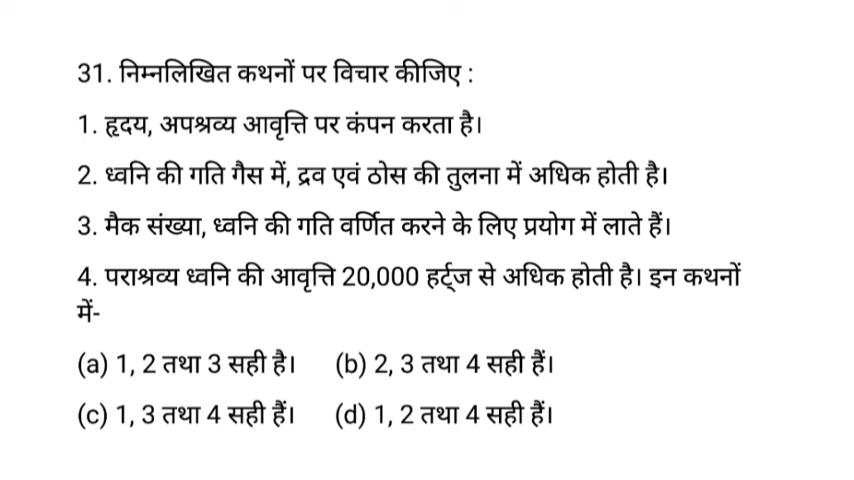 31. निम्नलिखित कथनों पर विचार कीजिए :
1. हृदय, अपश्रव्य आवृत्ति पर कंपन करता है।
2. ध्वनि की गति गैस में, द्रव एवं ठोस की तुलना में अधिक होती है।
3. मैक संख्या, ध्वनि की गति वर्णित करने के लिए प्रयोग में लाते हैं।
4. पराश्रव्य ध्वनि की आवृत्ति 20,000 हर्ट्ज से अधिक होती है। इन कथनों
में-
(a) 1, 2 तथा 3 सही है। (b) 2, 3 तथा 4 सही हैं।
(c) 1, 3 तथा 4 सही हैं। (d) 1, 2 तथा 4 सही हैं।